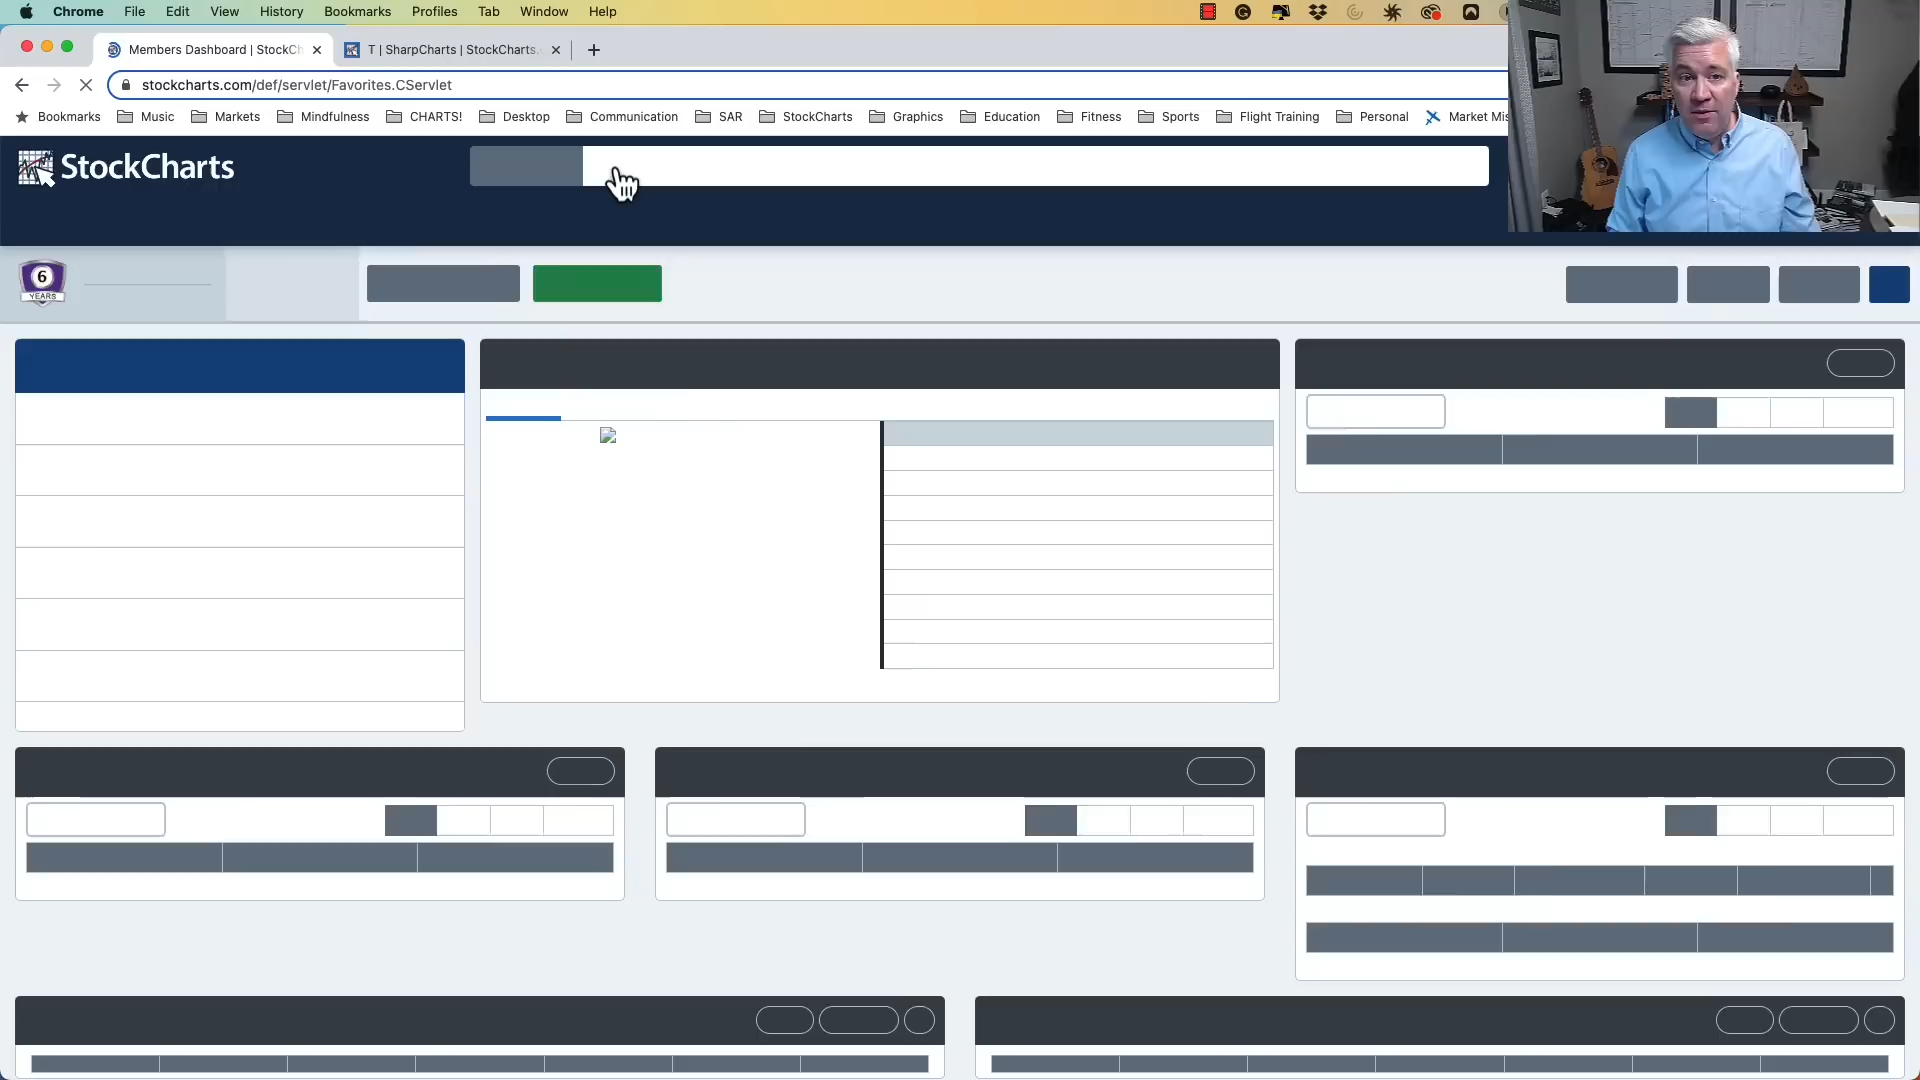 Chrome File Edit View History Bookmarks Profiles Tab Window Help
Members Dashboard | StockCh
T | SharpCharts | StockCharts.
stockcharts.com/def/servlet/Favorites.CServlet
Bookmarks Music Markets Mindfulness CHARTS! Desktop Communication SAR StockCharts Graphics Education Fitness Sports Flight Training Personal Market Mis
StockCharts
6
YEARS